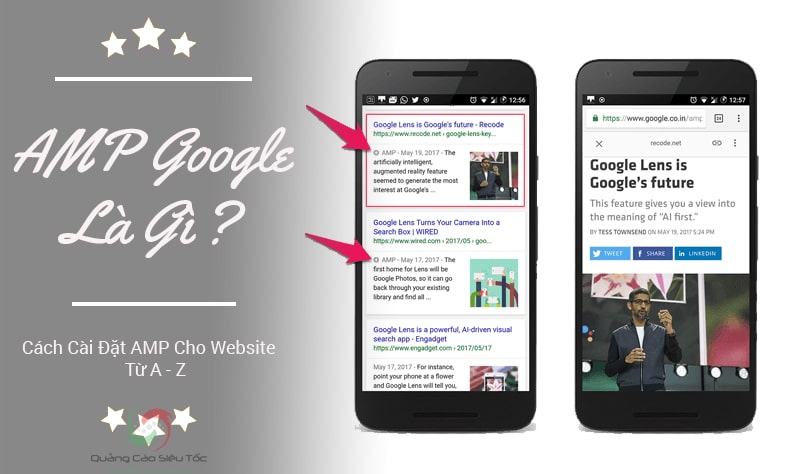 AMP Google
Là Gì ?
Cách Cài Đặt AMP Cho Website
Từ A - Z
Quảng Cáo Siêu Tốc
12:56
Google Lens is Google's future - Recode
https://www.recode.net › google-lens-key...
AMP - May 19, 2017 - The
artificially intelligent,
augmented reality feature
seemed to generate the most
interest at Google's ...
Google Lens Turns Your Camera Into a
Search Box | WIRED
https://www.wired.com › 2017/05 › goo...
AMP - May 17, 2017 - The
first home for Lens will be
Google Photos, so it can go
back through your
existing library
and find all ...
Google Lens is a powerful, AI-driven visual
search app - Engadget
https://www.engadget.com › 2017/05/17
May 17, 2017 - For instance,
point your phone at a flower
and Google Lens will tell you,
12:57
https://www.google.co.in/amp
24
recode.net
Google Lens is
Google's future
This feature gives you a view into
the meaning of "AI first."
BY TESS TOWNSEND ON MAY 19, 2017 5:24 PM
TWEET
SHARE
LINKEDIN